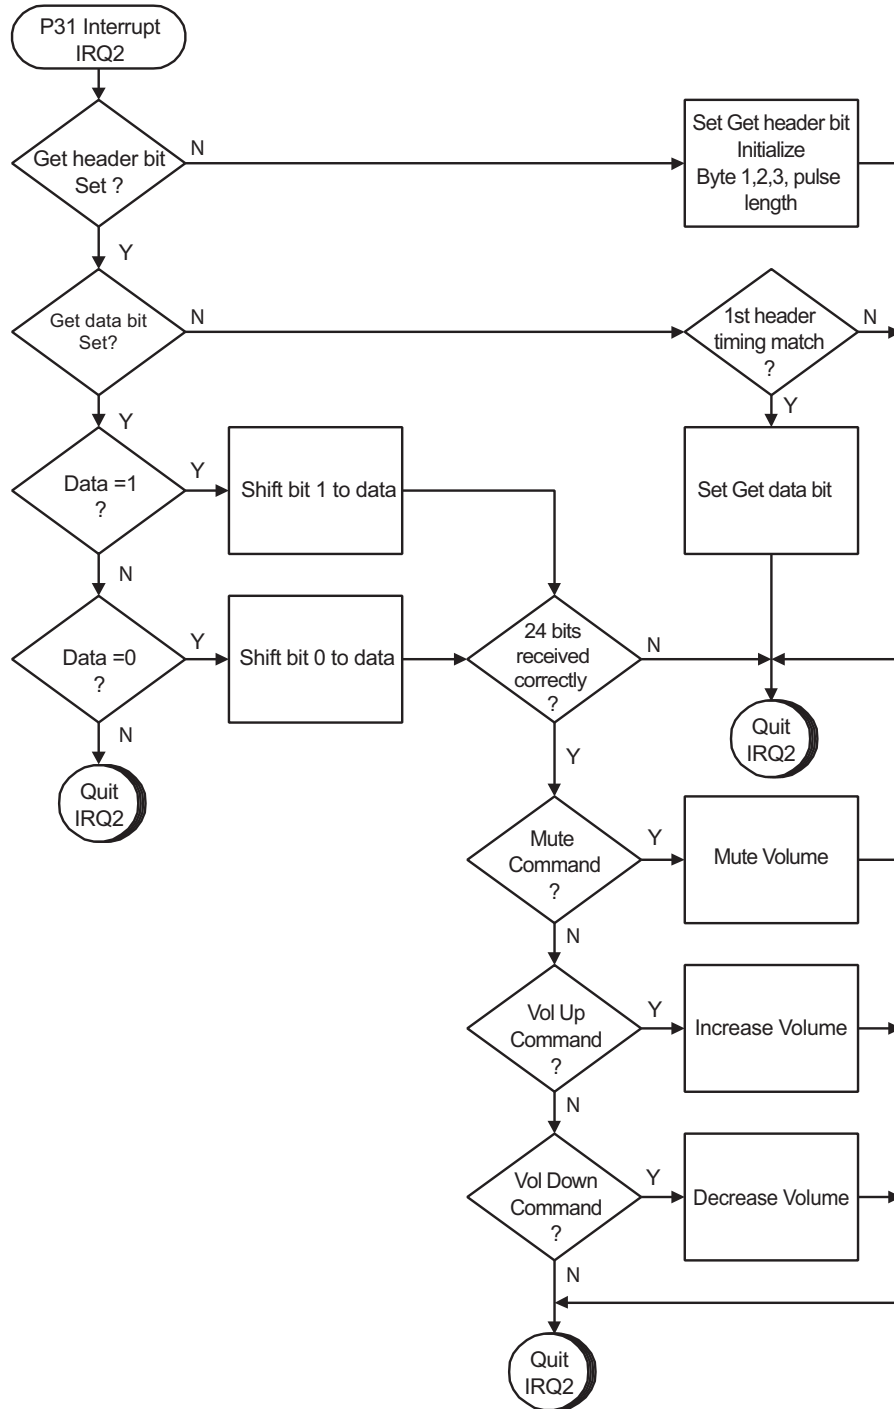 P31 Interrupt
IRQ2
Get header bit
Set ?
N
Set Get header bit
Initialize
Byte 1,2,3, pulse
length
Y
Get data bit
Set?
N
1st header
timing match
?
N
Y
Y
Data =1
?
Y
Shift bit 1 to data
Set Get data bit
N
Data =0
?
Y
Shift bit 0 to data
24 bits
received
correctly
?
N
N
Quit
IRQ2
Y
Quit
IRQ2
Mute
Command
?
Y
Mute Volume
N
Vol Up
Command
?
Y
Increase Volume
N
Vol Down
Command
?
Y
Decrease Volume
N
Quit
IRQ2